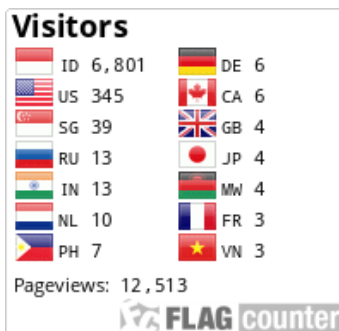 Visitors
ID 6,801
US 345
SG 39
RU 13
IN 13
NL 10
PH 7
DE 6
CA 6
GB 4
JP 4
MW 4
FR 3
VN 3
Pageviews: 12,513
FLAG counter